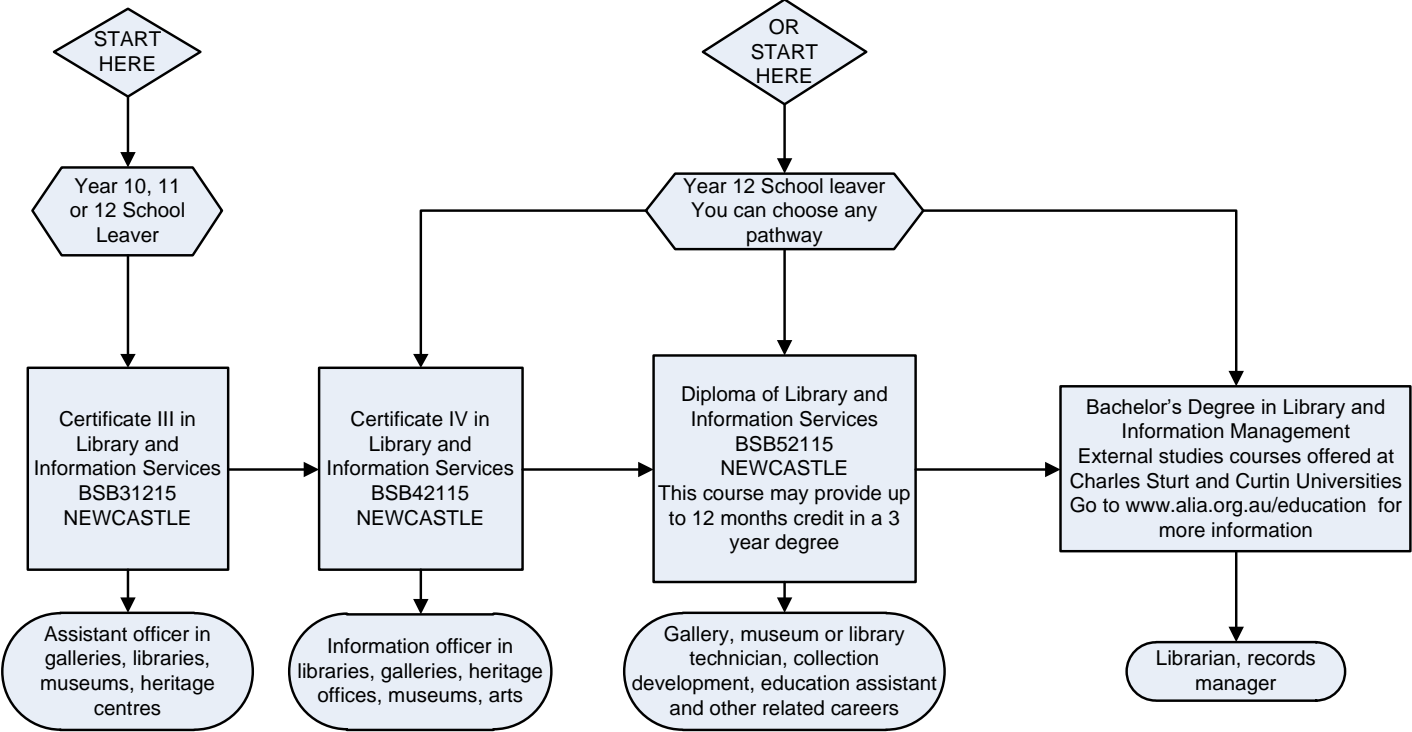 START
HERE
OR
START
HERE
Year 10, 11
or 12 School
Leaver
Year 12 School leaver
You can choose any
pathway
Certificate III in
Library and
Information Services
BSB31215
NEWCASTLE
Certificate IV in
Library and
Information Services
BSB42115
NEWCASTLE
Diploma of Library and
Information Services
BSB52115
NEWCASTLE
This course may provide up
to 12 months credit in a 3
year degree
Bachelor’s Degree in Library and
Information Management
External studies courses offered at
Charles Sturt and Curtin Universities
Go to www.alia.org.au/education for
more information
Assistant officer in
galleries, libraries,
museums, heritage
centres
Information officer in
libraries, galleries, heritage
offices, museums, arts
Gallery, museum or library
technician, collection
development, education assistant
and other related careers
Librarian, records
manager